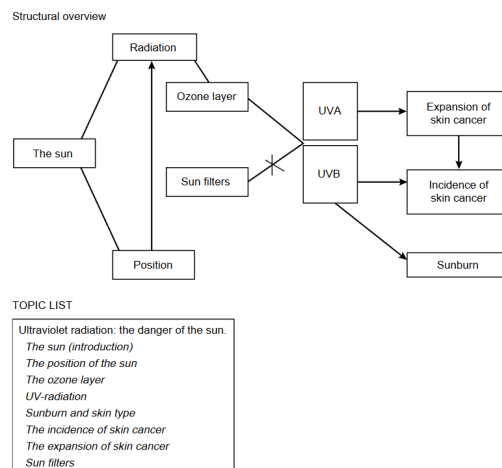 Structural overview
Radiation
Ozone layer
UVA
Expansion of
skin cancer
The sun
Sun filters
UVB
Incidence of
skin cancer
Position
Sunburn
TOPIC LIST
Ultraviolet radiation: the danger of the sun.
The sun (introduction)
The position of the sun
The ozone layer
UV-radiation
Sunburn and skin type
The incidence of skin cancer
The expansion of skin cancer
Sun filters